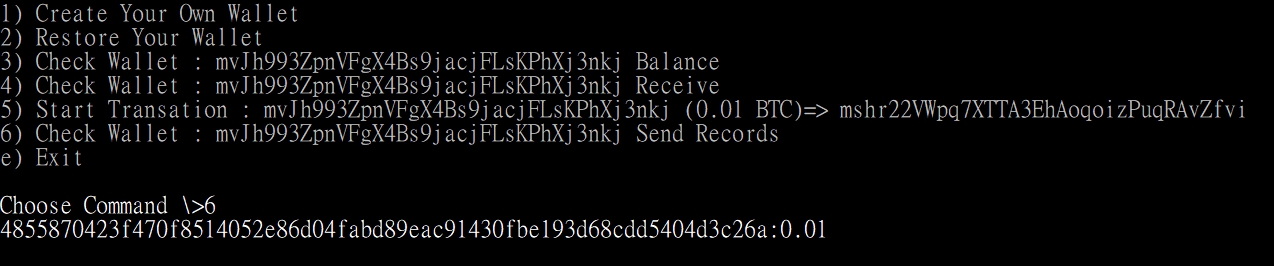 1) Create Your Own Wallet
2) Restore Your Wallet
3) Check Wallet : mvJh993ZpnVFgX4Bs9jacjFLsKPhXj3nkj Balance
4) Check Wallet : mvJh993ZpnVFgX4Bs9jacjFLsKPhXj3nkj Receive
5) Start Transation : mvJh993ZpnVFgX4Bs9jacjFLsKPhXj3nkj (0.01 BTC)=> mshr22VWpq7XTTA3EhAoqoizPuqRAvZfvi
6) Check Wallet : mvJh993ZpnVFgX4Bs9jacjFLsKPhXj3nkj Send Records
e) Exit
Choose Command \>6
4855870423f470f8514052e86d04fabd89eac91430fbe193d68cdd5404d3c26a:0.01